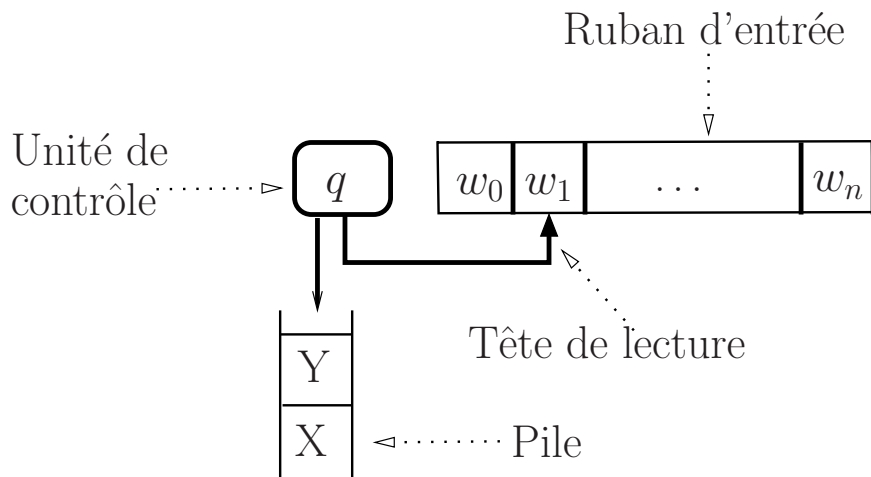 Ruban d'entrée
Unité de
contrôle
q
w0 w1 ... wn
Tête de lecture
Y
X
Pile